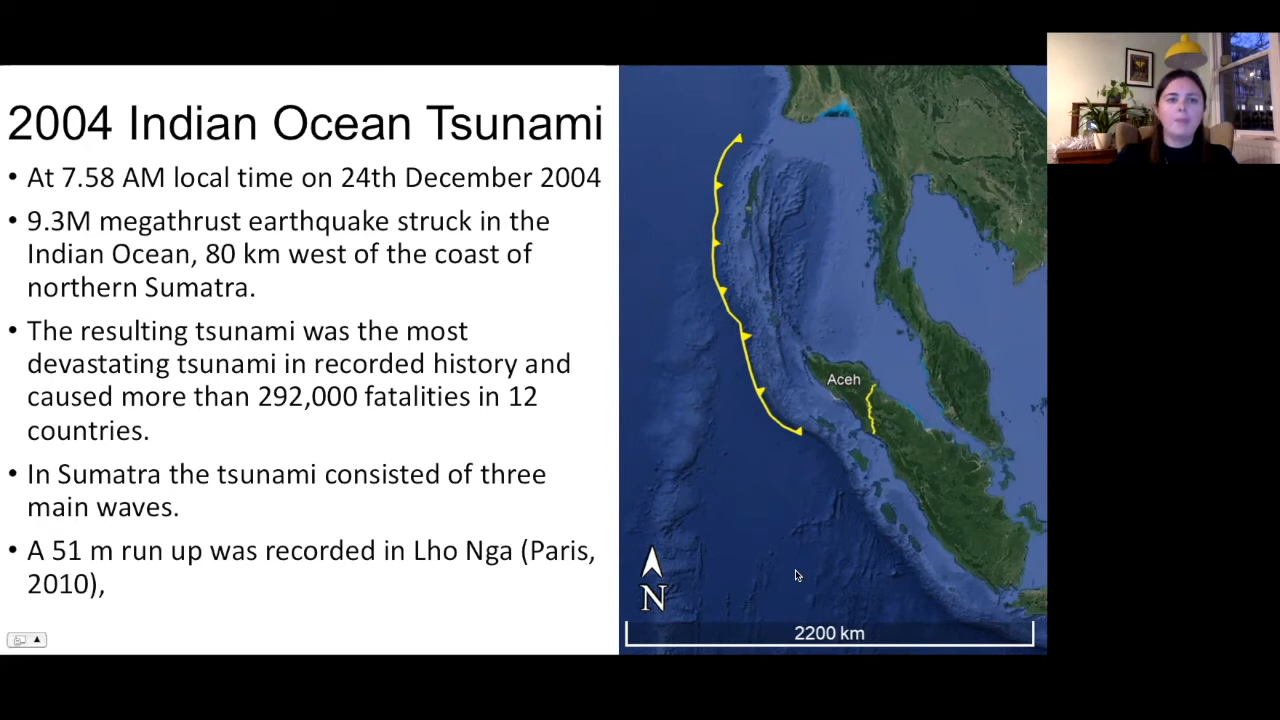 2004 Indian Ocean Tsunami
• At 7.58 AM local time on 24th December 2004
• 9.3M megathrust earthquake struck in the
Indian Ocean, 80 km west of the coast of
northern Sumatra.
• The resulting tsunami was the most
devastating tsunami in recorded history and
caused more than 292,000 fatalities in 12
countries.
• In Sumatra the tsunami consisted of three
main waves.
• A 51 m run up was recorded in Lho Nga (Paris,
2010),
Aceh
N
2200 km